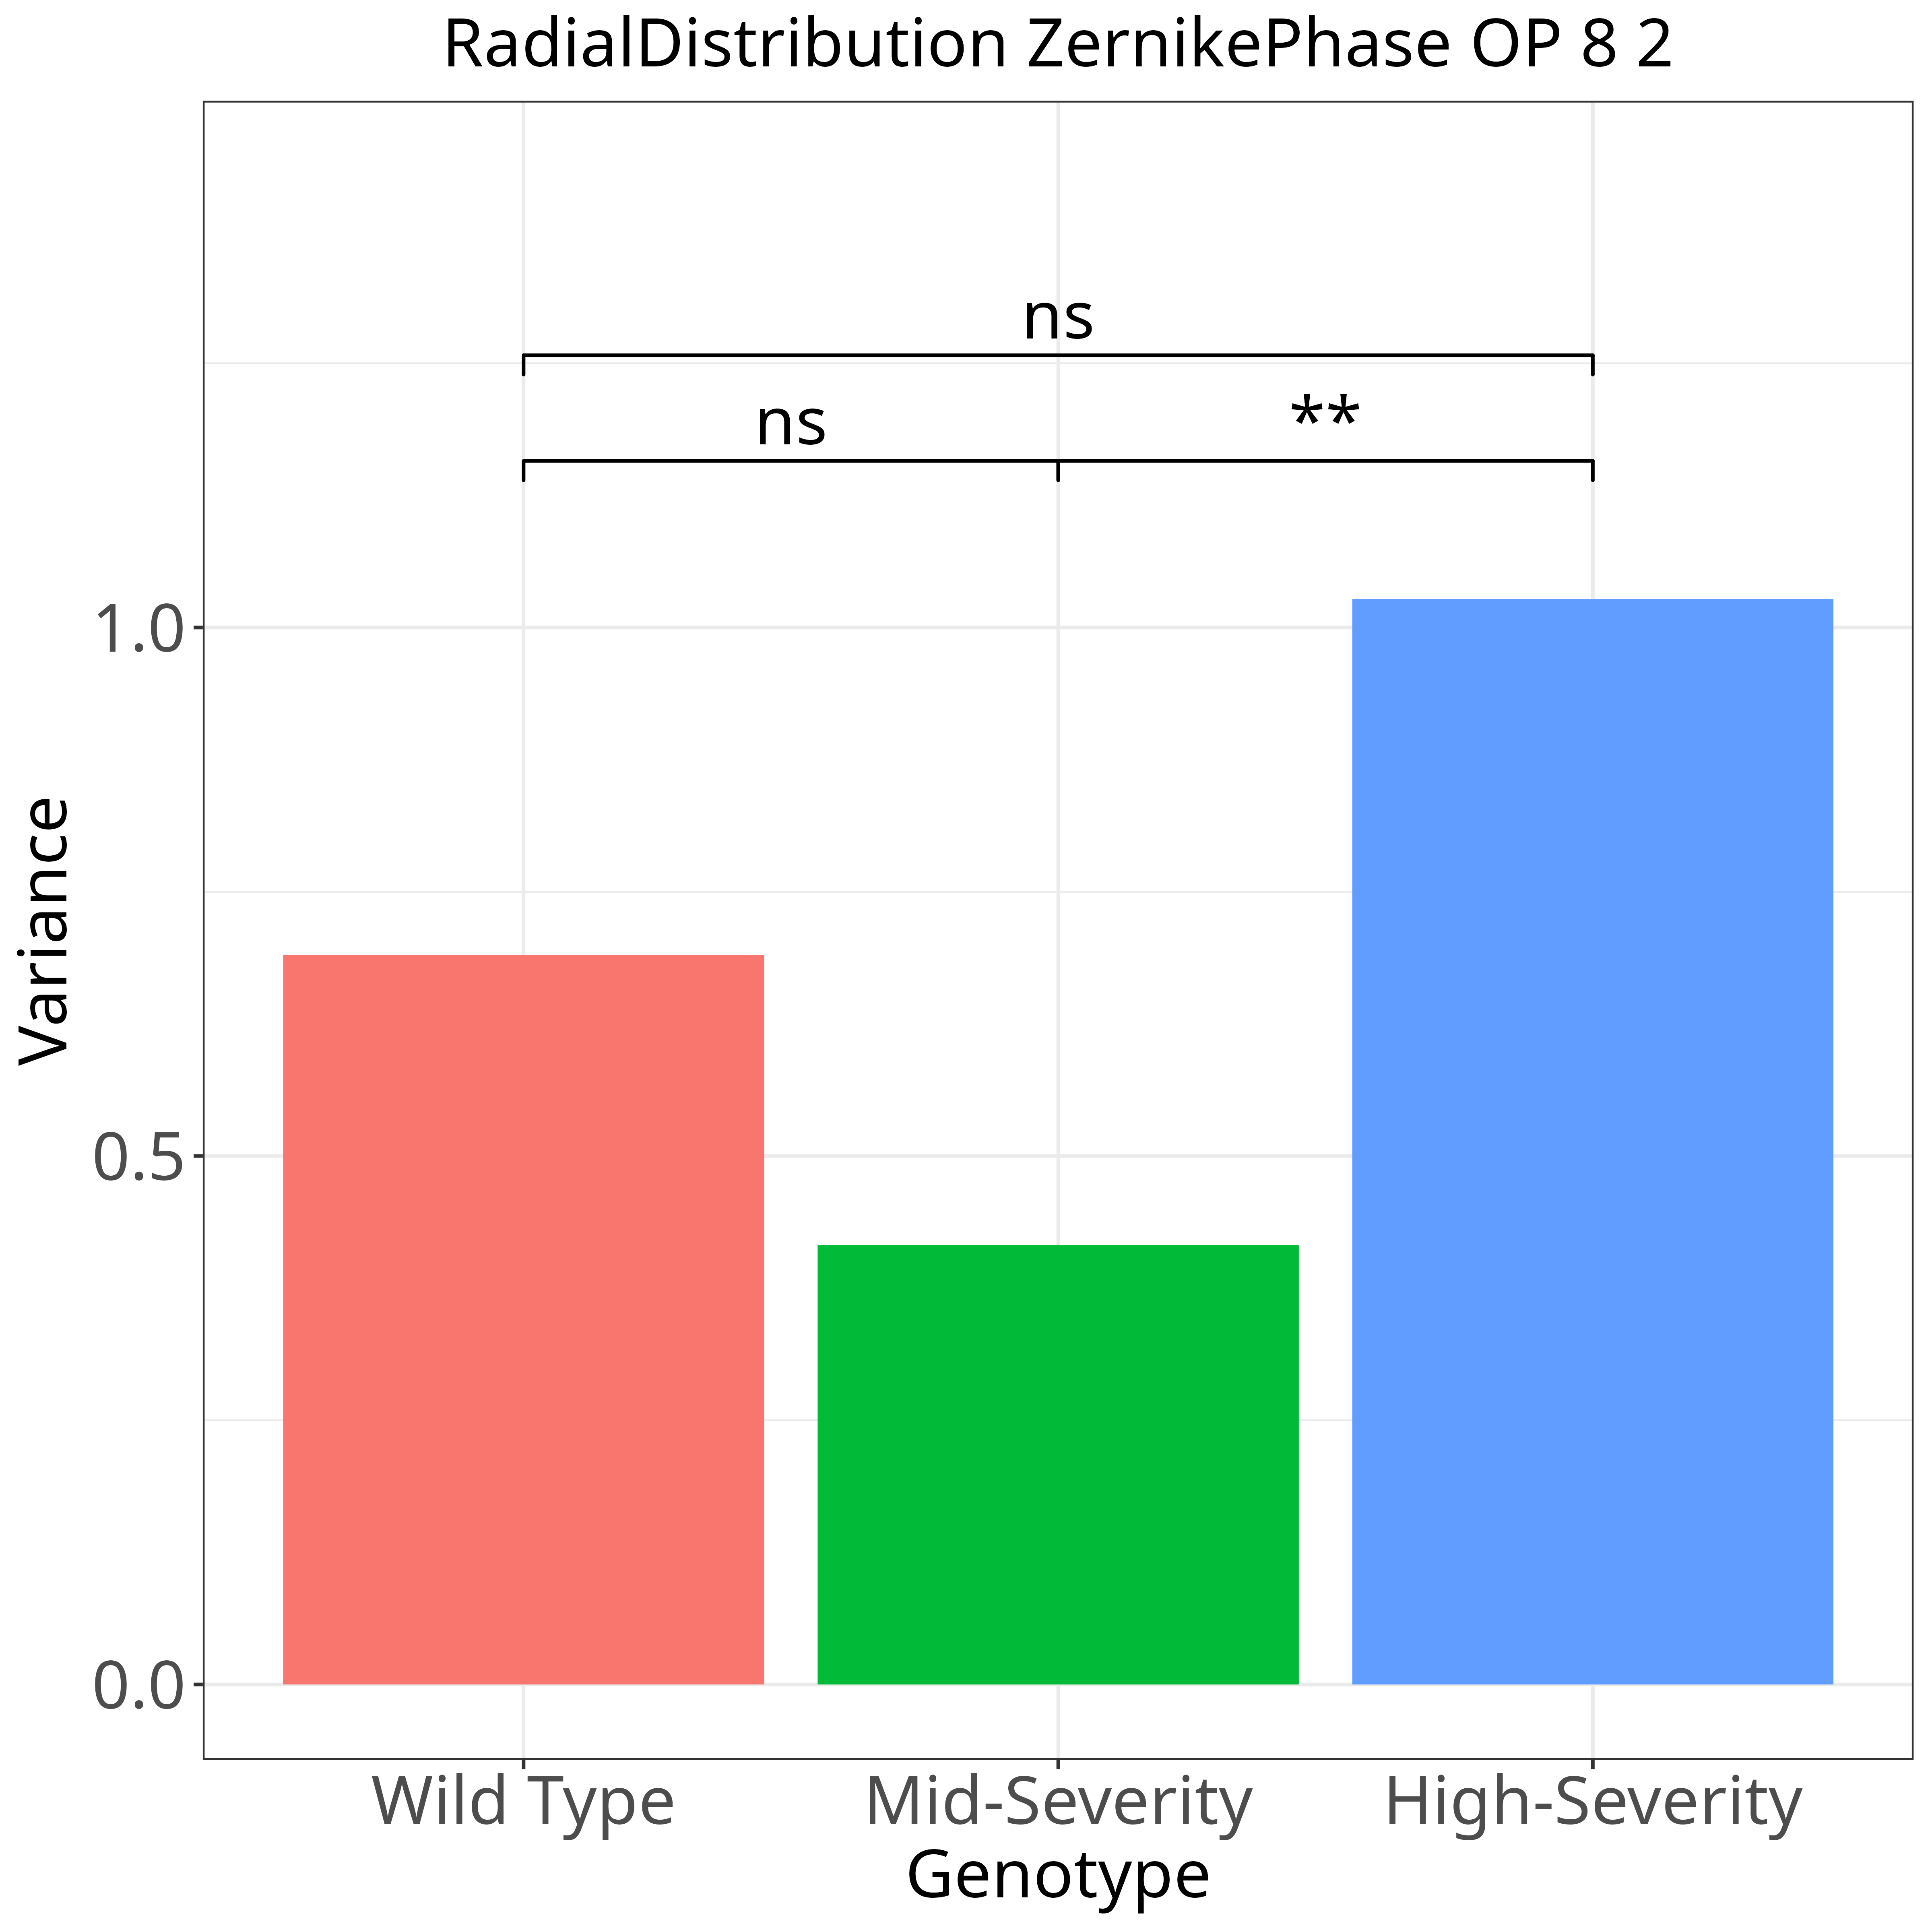 RadialDistribution ZernikePhase OP 8 2
ns
ns **
1.0
0.5
0.0
Variance
Wild Type Mid-Severity High-Severity
Genotype